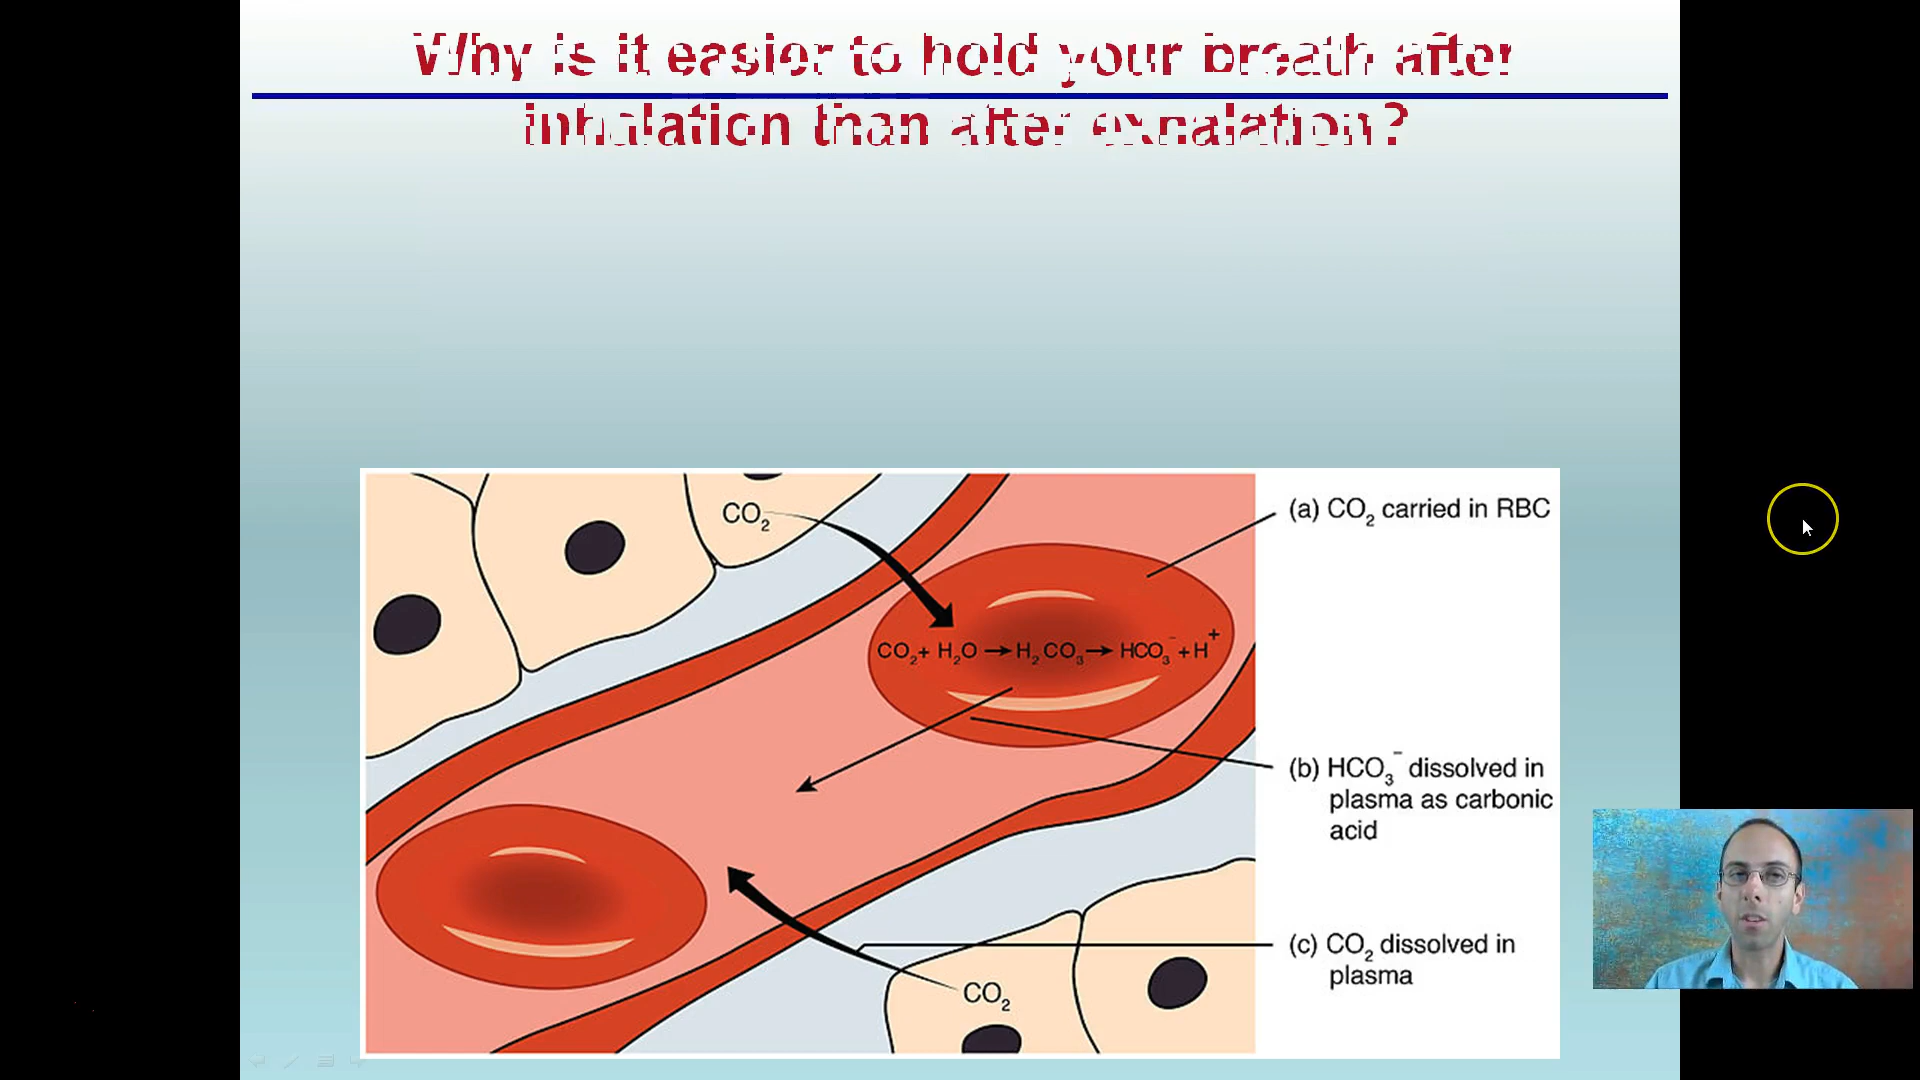 Why is it easier to hold your breath after
inhalation than after exhalation?
CO₂
(a) CO₂ carried in RBC
CO₂ + H₂O → H₂CO₃ → HCO₃⁻ + H⁺
(b) HCO₃⁻ dissolved in
plasma as carbonic
acid
(c) CO₂ dissolved in
plasma
CO₂